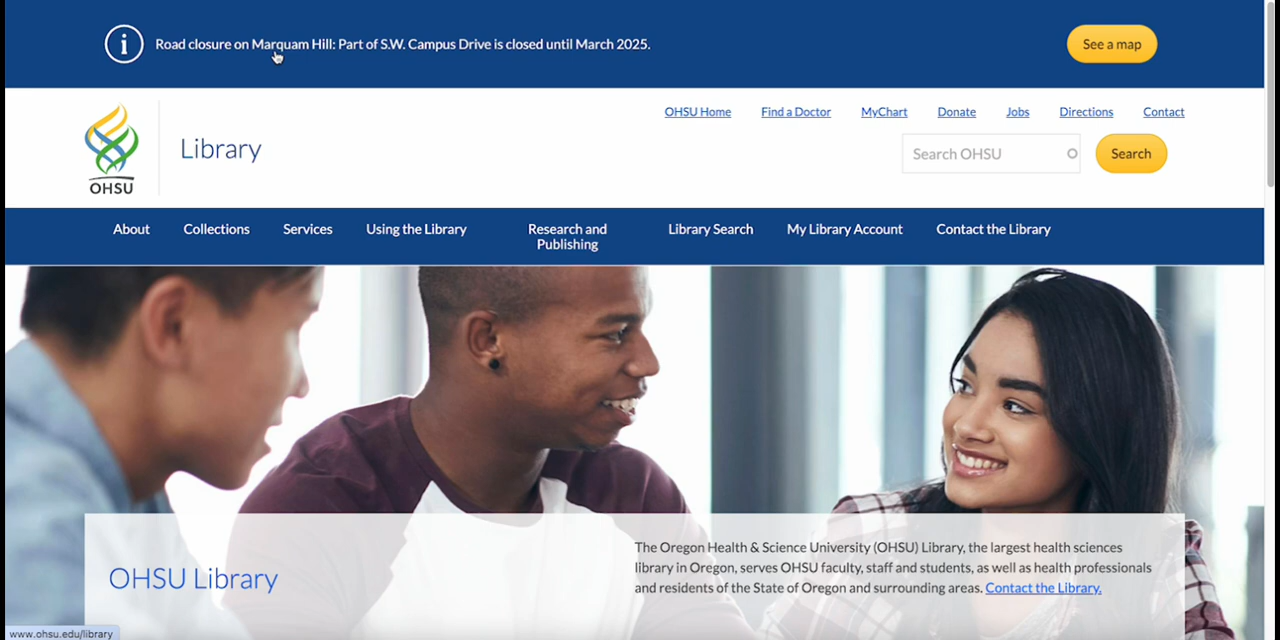 Road closure on Marquam Hill: Part of S.W. Campus Drive is closed until March 2025.
See a map
OHSU Home
Find a Doctor
MyChart
Donate
Jobs
Directions
Contact
OHSU
Library
Search OHSU
Search
About
Collections
Services
Using the Library
Research and
Publishing
Library Search
My Library Account
Contact the Library
OHSU Library
The Oregon Health & Science University (OHSU) Library, the largest health sciences
library in Oregon, serves OHSU faculty, staff and students, as well as health professionals
and residents of the State of Oregon and surrounding areas. Contact the Library.
www.ohsu.edu/library